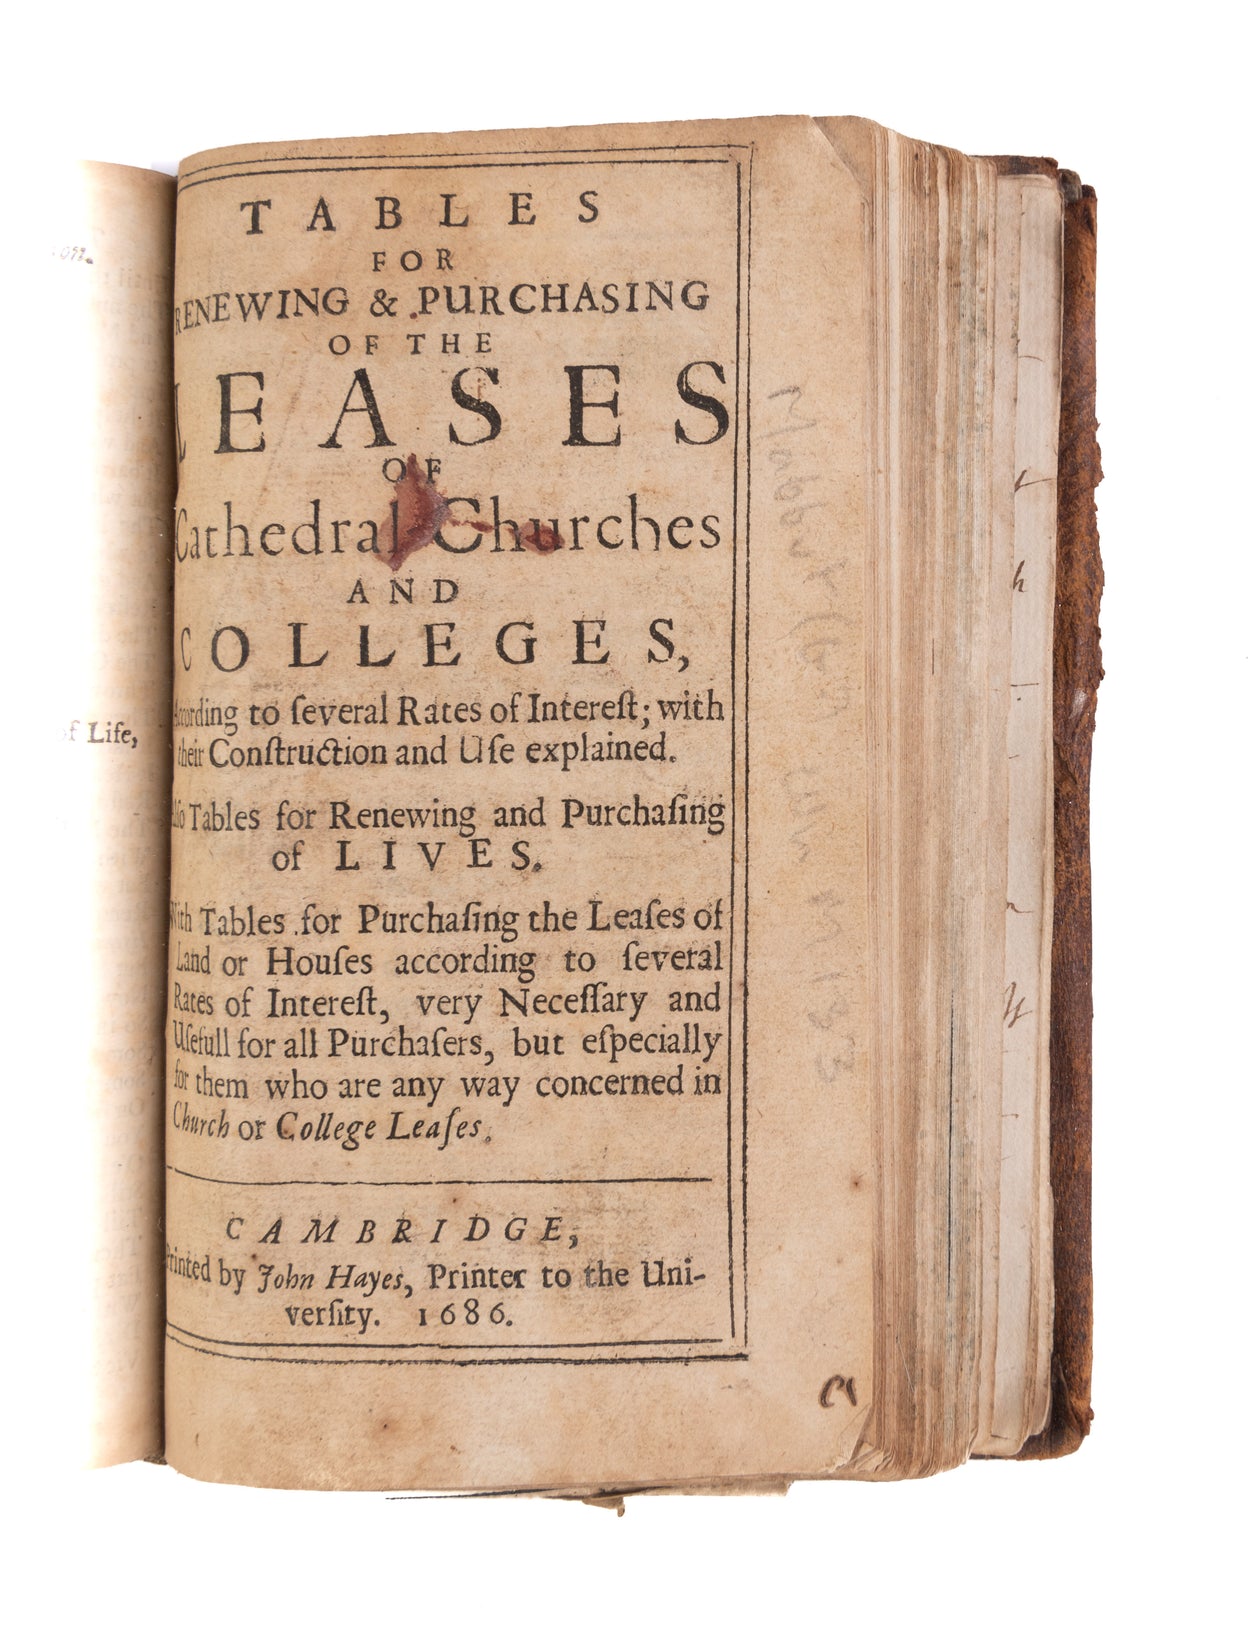 TABLES
FOR
RENEWING & PURCHASING
OF THE
LEASES
OF
Cathedral Churches
AND
COLLEGES,
According to ſeveral Rates of Intereſt; with
their Conſtruction and Uſe explained.
Alſo Tables for Renewing and Purchaſing
of LIVES.
With Tables for Purchaſing the Leaſes of
Land or Houſes according to ſeveral
Rates of Intereſt, very Neceſſary and
Uſefull for all Purchaſers, but eſpecially
for them who are any way concerned in
Church or College Leaſes.
CAMBRIDGE,
Printed by John Hayes, Printer to the Uni-
verſity. 1686.
of Life,